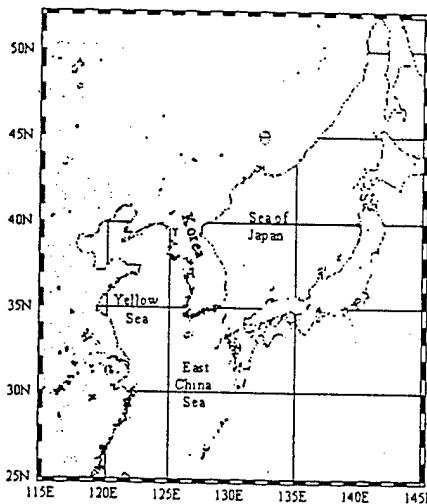 50N
45N
40N
35N
30N
25N
Korea
Sea of
Japan
Yellow
Sea
East
China
Sea
115E 120E 125E 130E 135E 140E 145E